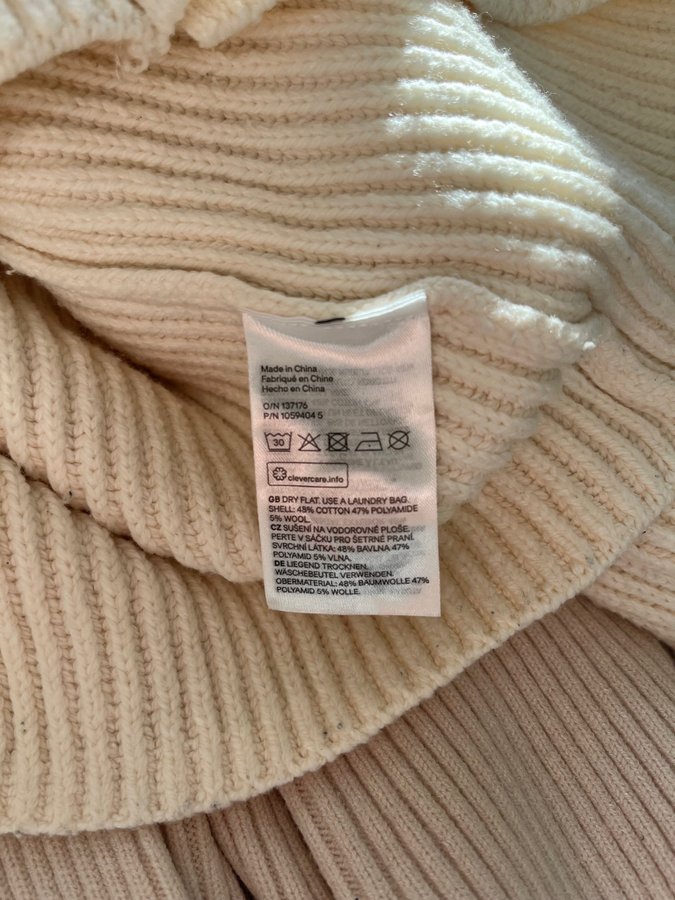 Made in China
Fabriqué en Chine
Hecho en China
O/N 137176
P/N 1059404 5
30
clevercare.info
GB DRY FLAT. USE A LAUNDRY BAG.
SHELL: 48% COTTON 47% POLYAMIDE
5% WOOL.
CZ SUŠENÍ NA VODOROVNÉ PLOŠE.
PERTE V SÁČKU PRO ŠETRNÉ PRANÍ.
SVRCHNÍ LÁTKA: 48% BAVLNA 47%
POLYAMID 5% VLNA.
DE LIEGEND TROCKNEN.
WÄSCHEBEUTEL VERWENDEN.
OBERMATERIAL: 48% BAUMWOLLE 47%
POLYAMID 5% WOLLE.